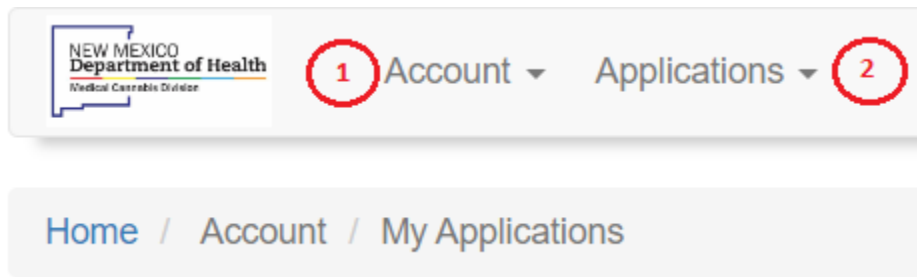 NEW MEXICO
Department of Health
Medical Cannabis Division
1 Account Applications 2
Home / Account / My Applications